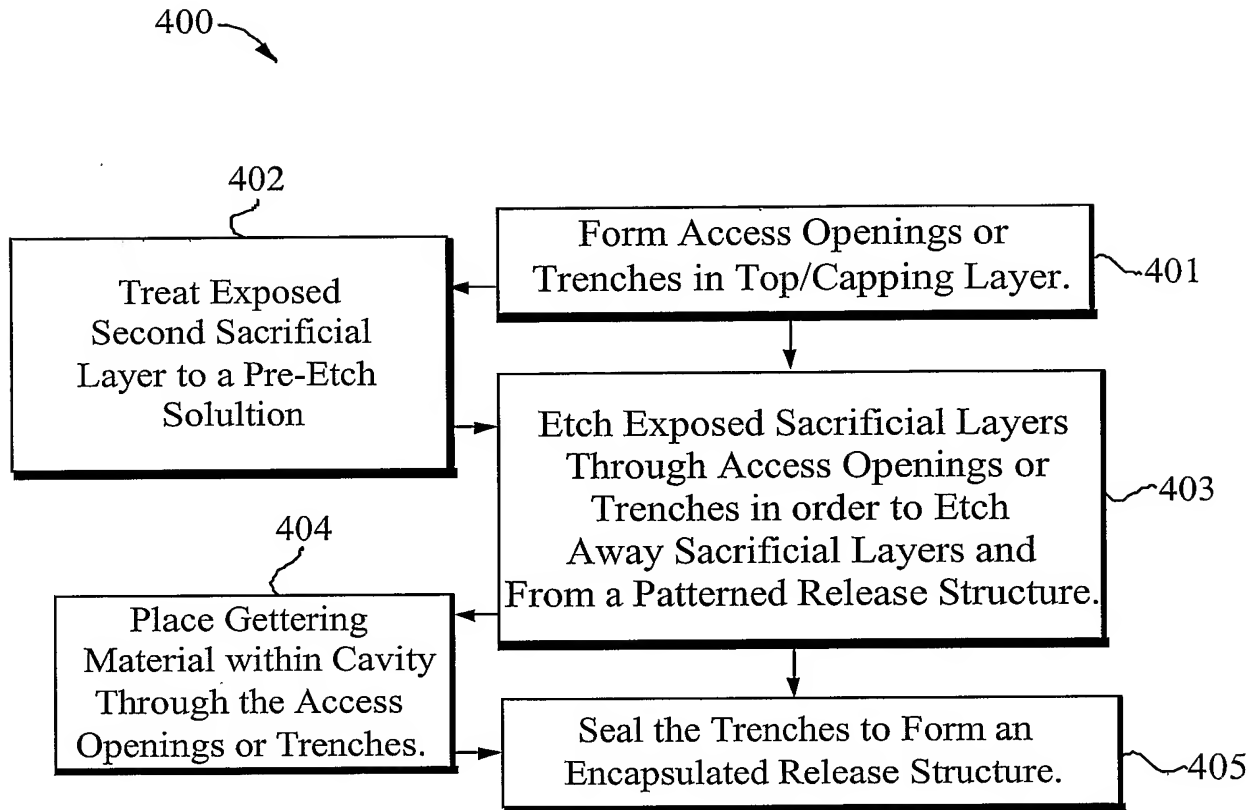 400
402
Treat Exposed
Second Sacrificial
Layer to a Pre-Etch
Solultion
Form Access Openings or
Trenches in Top/Capping Layer.
401
Etch Exposed Sacrificial Layers
Through Access Openings or
Trenches in order to Etch
Away Sacrificial Layers and
From a Patterned Release Structure.
403
404
Place Gettering
Material within Cavity
Through the Access
Openings or Trenches.
Seal the Trenches to Form an
Encapsulated Release Structure.
405